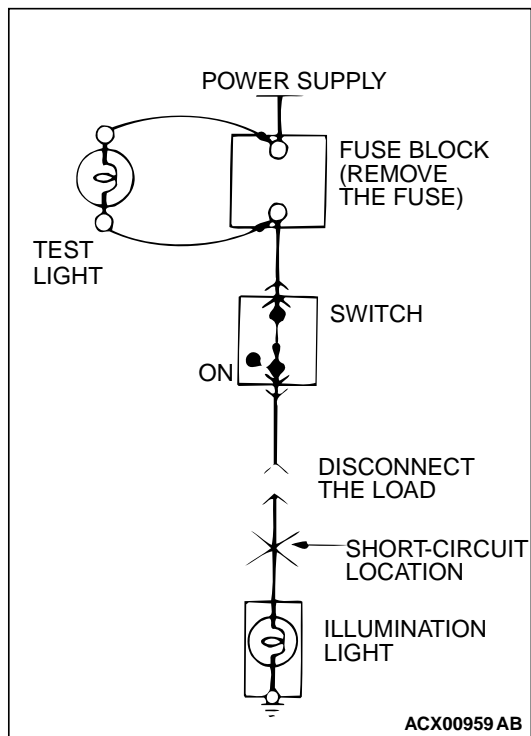 POWER SUPPLY
FUSE BLOCK
(REMOVE
THE FUSE)
TEST
LIGHT
SWITCH
ON
DISCONNECT
THE LOAD
SHORT-CIRCUIT
LOCATION
ILLUMINATION
LIGHT
ACX00959 AB